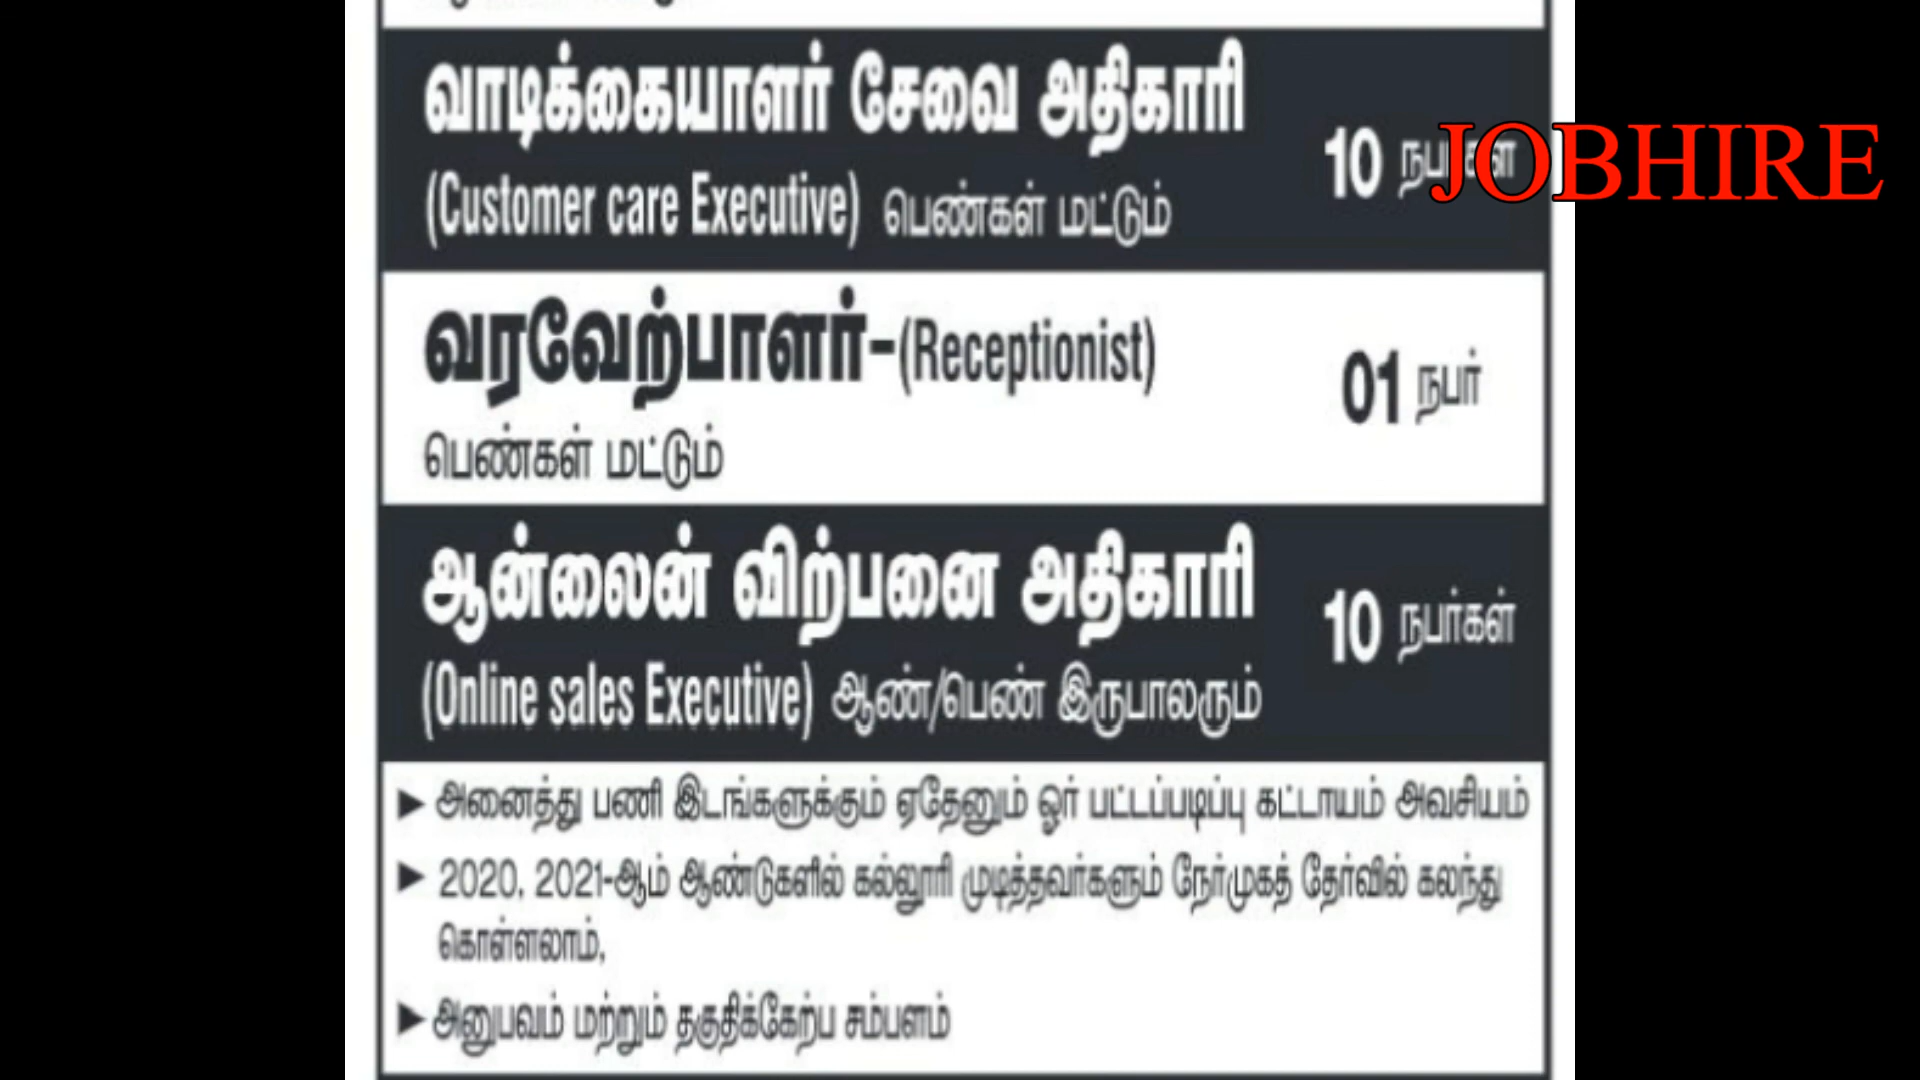 வாடிக்கையாளர் சேவை அதிகாரி
(Customer care Executive) பெண்கள் மட்டும்
10
JOBHIRE
வரவேற்பாளர்-(Receptionist)
01 நபர்
பெண்கள் மட்டும்
ஆன்லைன் விற்பனை அதிகாரி
10 நபர்கள்
(Online sales Executive) ஆண்/பெண் இருபாலரும்
► அனைத்து பணி இடங்களுக்கும் ஏதேனும் ஓர் பட்டப்படிப்பு கட்டாயம் அவசியம்
► 2020, 2021-ஆம் ஆண்டுகளில் கல்லூரி முடித்தவர்களும் நேர்முகத் தேர்வில் கலந்து
கொள்ளலாம்,
► அனுபவம் மற்றும் தகுதிக்கேற்ப சம்பளம்